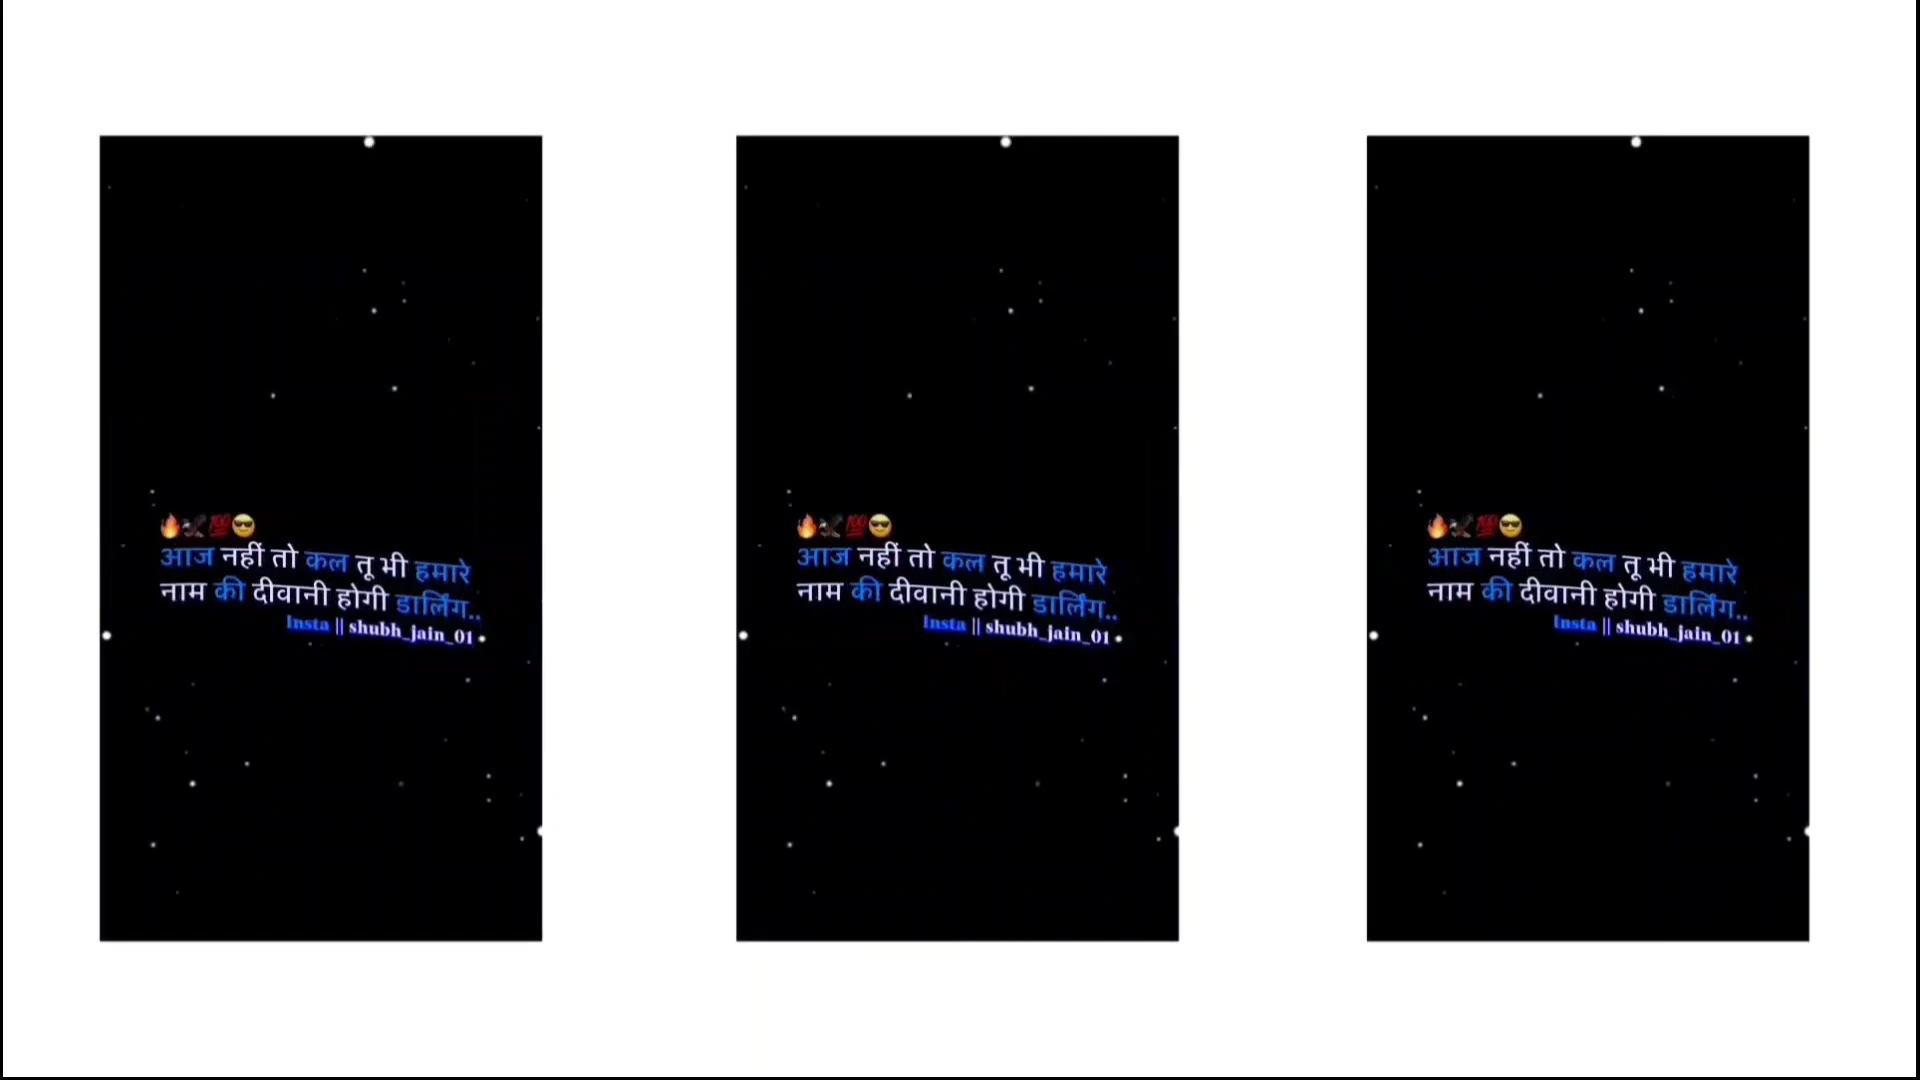 🔥🦅💯😎
आज नहीं तो कल तू भी हमारे
नाम की दीवानी होगी डार्लिंग..
Insta || shubh_jain_01
🔥🦅💯😎
आज नहीं तो कल तू भी हमारे
नाम की दीवानी होगी डार्लिंग..
Insta || shubh_jain_01
🔥🦅💯😎
आज नहीं तो कल तू भी हमारे
नाम की दीवानी होगी डार्लिंग..
Insta || shubh_jain_01